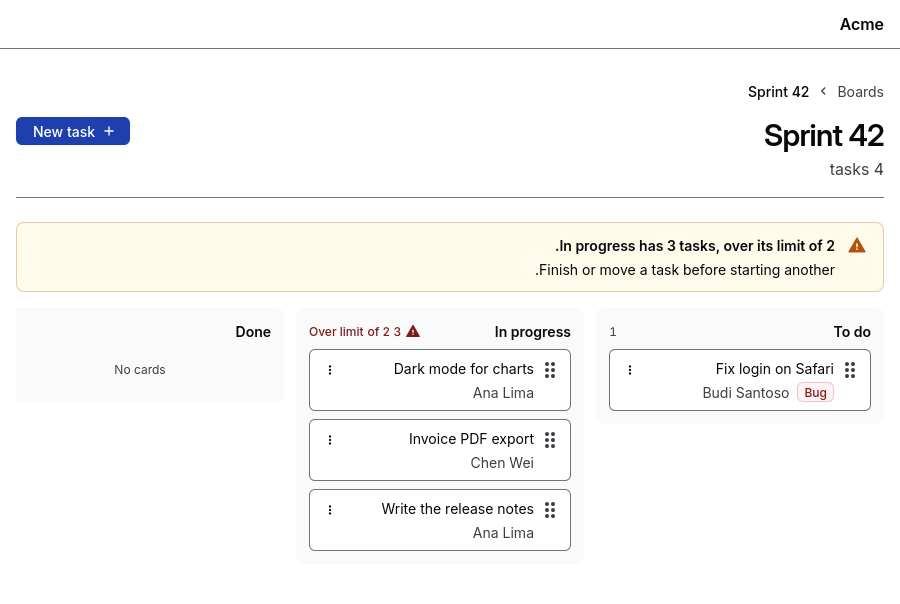 Acme
Sprint 42 ‹ Boards
Sprint 42
tasks 4
New task +
.In progress has 3 tasks, over its limit of 2
.Finish or move a task before starting another
To do
1
Fix login on Safari
Budi Santoso Bug
In progress
Over limit of 2 3
Dark mode for charts
Ana Lima
Invoice PDF export
Chen Wei
Write the release notes
Ana Lima
Done
No cards